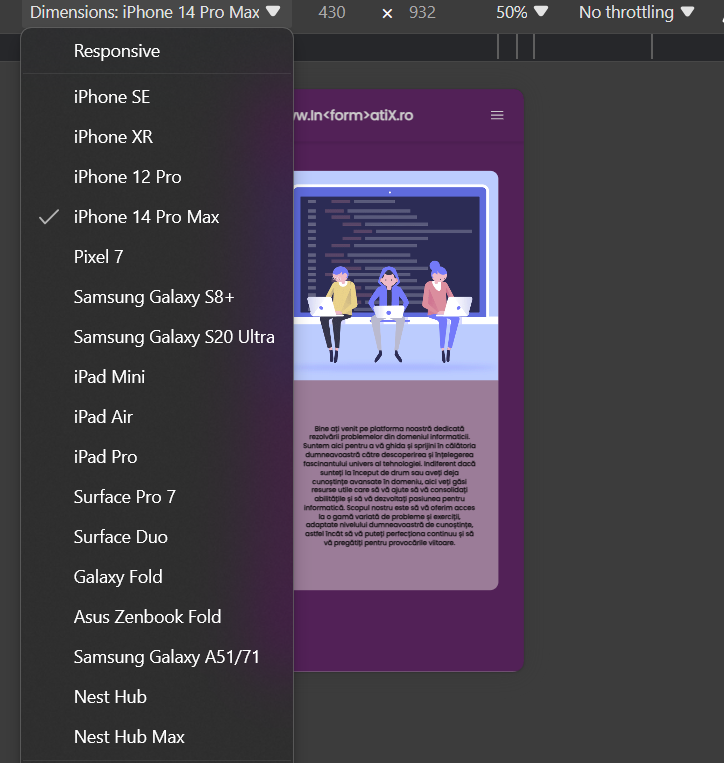 Dimensions: iPhone 14 Pro Max 430 × 932 50% No throttling
Responsive
iPhone SE
iPhone XR
iPhone 12 Pro
iPhone 14 Pro Max
Pixel 7
Samsung Galaxy S8+
Samsung Galaxy S20 Ultra
iPad Mini
iPad Air
iPad Pro
Surface Pro 7
Surface Duo
Galaxy Fold
Asus Zenbook Fold
Samsung Galaxy A51/71
Nest Hub
Nest Hub Max
w.In<form>atiX.ro
Bine ați venit pe platforma noastră dedicată
rezolvării problemelor din domeniul informaticii.
Suntem aici pentru a vă ghida și sprijini în călătoria
dumneavoastră către descoperirea și înțelegerea
fascinantului univers al tehnologiei. Indiferent dacă
sunteți la început de drum sau aveți deja
cunoștințe avansate în domeniu, aici veți găsi
resurse utile care să vă ajute să vă consolidați
abilitățile și să vă dezvoltați pasiunea pentru
informatică. Scopul nostru este să vă oferim acces
la o gamă variată de probleme și exerciții,
adaptate nivelului dumneavoastră de cunoștințe,
astfel încât să vă puteți perfecționa continuu și să
vă pregătiți pentru provocările viitoare.